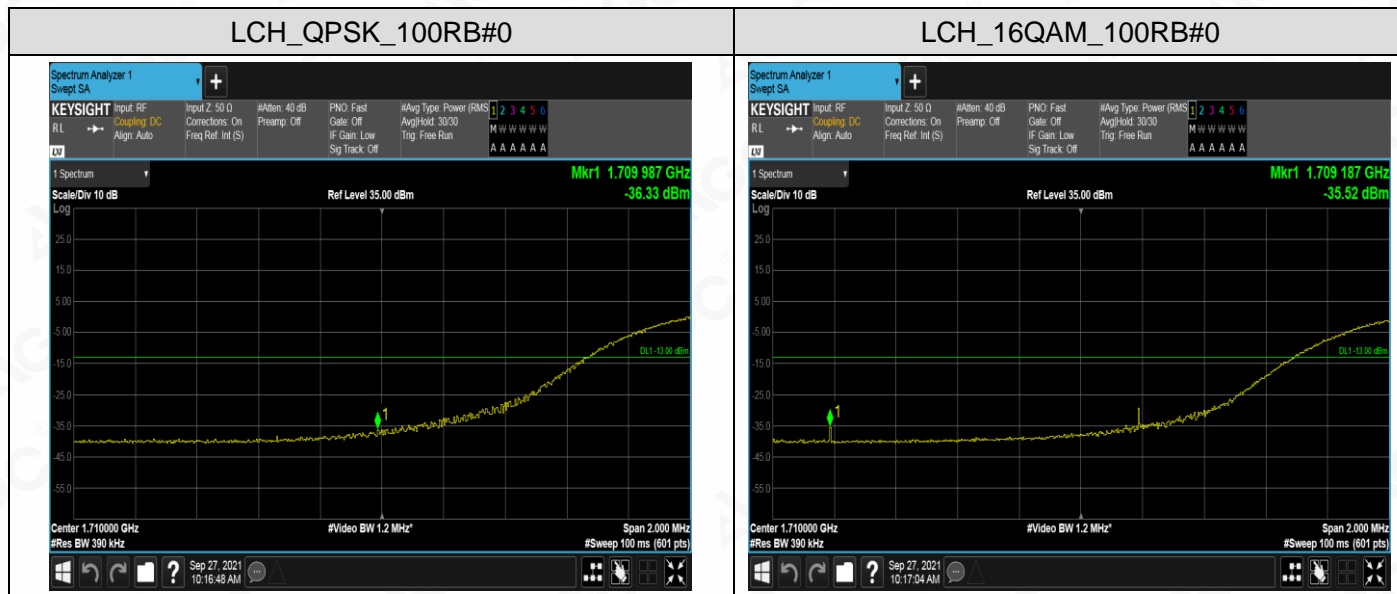 LCH_QPSK_100RB#0
LCH_16QAM_100RB#0
Spectrum Analyzer 1
Swept SA
KEYSIGHT
RL
LXI
Input: RF
Coupling: DC
Align: Auto
Input Z: 50 Ω
Corrections: On
Freq Ref: Int (S)
#Atten: 40 dB
Preamp: Off
PNO: Fast
Gate: Off
IF Gain: Low
Sig Track: Off
#Avg Type: Power (RMS
Avg|Hold: 30/30
Trig: Free Run
1 2 3 4 5 6
M W W W W W
A A A A A A
1 Spectrum
Mkr1 1.709 987 GHz
Scale/Div 10 dB
Ref Level 35.00 dBm
-36.33 dBm
Log
25.0
15.0
5.00
-5.00
DL1 -13.00 dBm
-15.0
-25.0
1
-35.0
-45.0
-55.0
Center 1.710000 GHz
#Video BW 1.2 MHz*
Span 2.000 MHz
#Res BW 390 kHz
#Sweep 100 ms (601 pts)
?
Sep 27, 2021
10:16:48 AM
Spectrum Analyzer 1
Swept SA
KEYSIGHT
RL
LXI
Input: RF
Coupling: DC
Align: Auto
Input Z: 50 Ω
Corrections: On
Freq Ref: Int (S)
#Atten: 40 dB
Preamp: Off
PNO: Fast
Gate: Off
IF Gain: Low
Sig Track: Off
#Avg Type: Power (RMS
Avg|Hold: 30/30
Trig: Free Run
1 2 3 4 5 6
M W W W W W
A A A A A A
1 Spectrum
Mkr1 1.709 187 GHz
Scale/Div 10 dB
Ref Level 35.00 dBm
-35.52 dBm
Log
25.0
15.0
5.00
-5.00
DL1 -13.00 dBm
-15.0
-25.0
1
-35.0
-45.0
-55.0
Center 1.710000 GHz
#Video BW 1.2 MHz*
Span 2.000 MHz
#Res BW 390 kHz
#Sweep 100 ms (601 pts)
?
Sep 27, 2021
10:17:04 AM